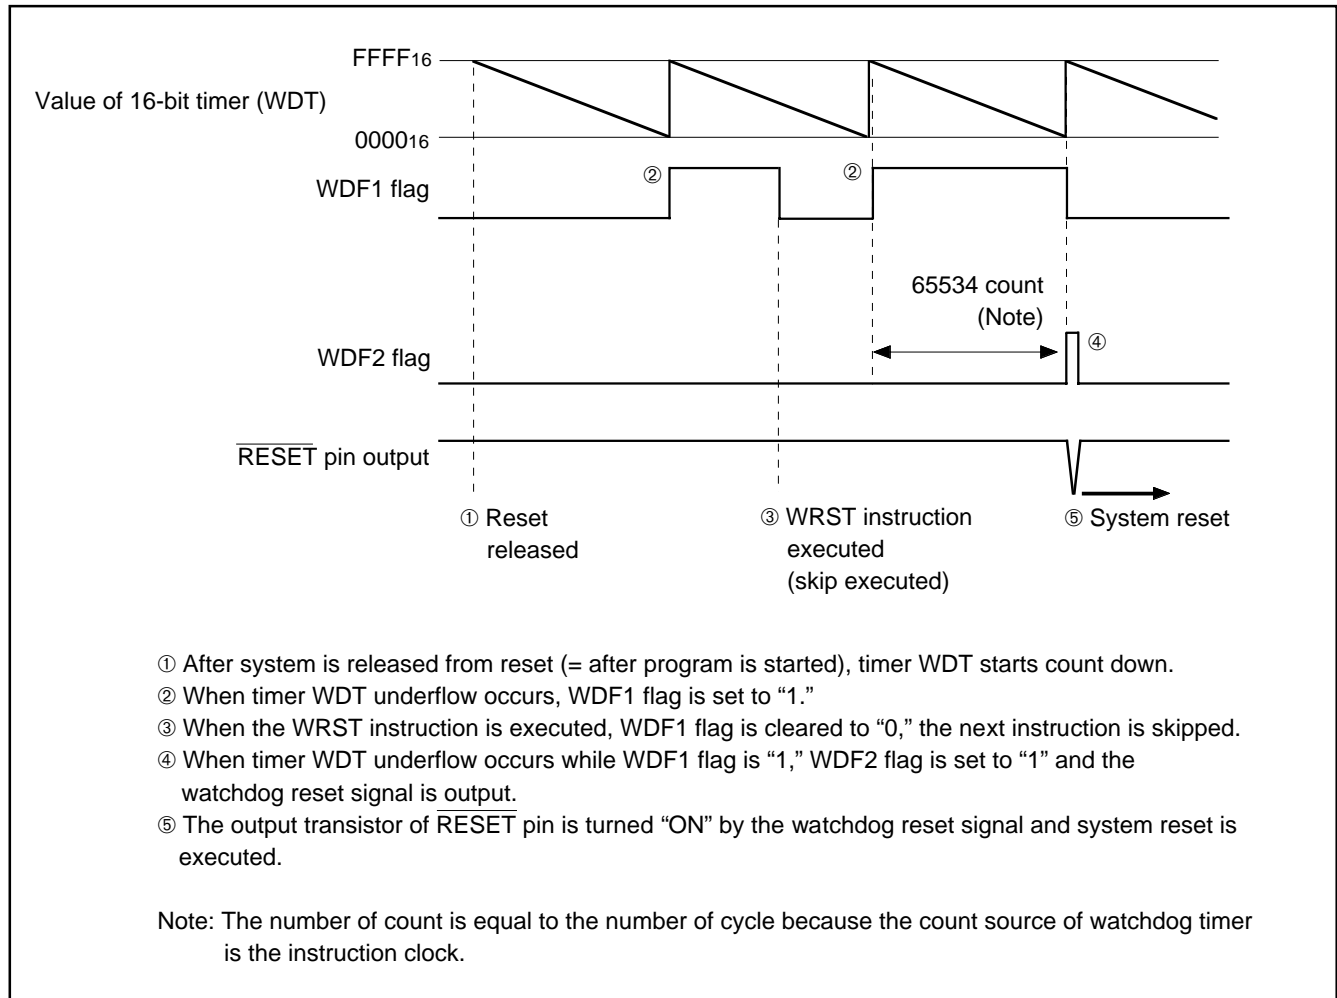 FFFF16
Value of 16-bit timer (WDT)
000016
WDF1 flag
②
②
65534 count
(Note)
WDF2 flag
④
RESET pin output
① Reset
released
③ WRST instruction
executed
(skip executed)
⑤ System reset
① After system is released from reset (= after program is started), timer WDT starts count down.
② When timer WDT underflow occurs, WDF1 flag is set to “1.”
③ When the WRST instruction is executed, WDF1 flag is cleared to “0,” the next instruction is skipped.
④ When timer WDT underflow occurs while WDF1 flag is “1,” WDF2 flag is set to “1” and the
watchdog reset signal is output.
⑤ The output transistor of RESET pin is turned “ON” by the watchdog reset signal and system reset is
executed.
Note: The number of count is equal to the number of cycle because the count source of watchdog timer
is the instruction clock.